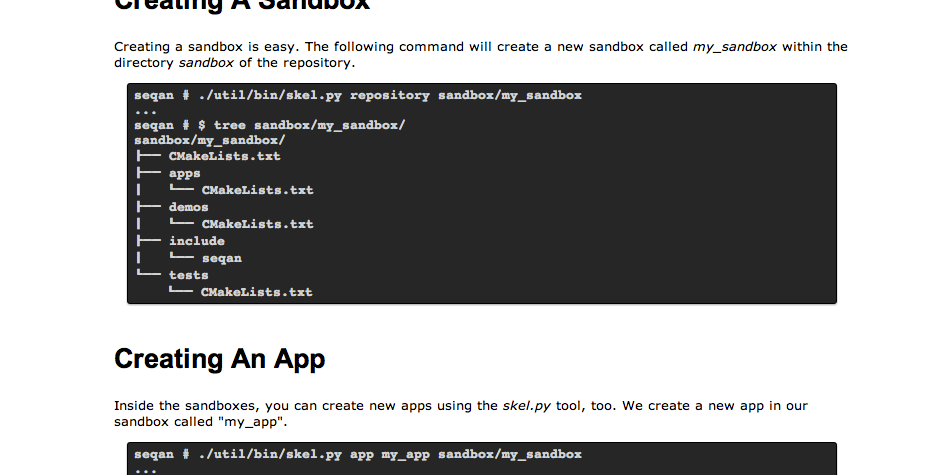 Creating A Sandbox
Creating a sandbox is easy. The following command will create a new sandbox called my_sandbox within the
directory sandbox of the repository.
seqan # ./util/bin/skel.py repository sandbox/my_sandbox
...
seqan # $ tree sandbox/my_sandbox/
sandbox/my_sandbox/
├── CMakeLists.txt
├── apps
│   └── CMakeLists.txt
├── demos
│   └── CMakeLists.txt
├── include
│   └── seqan
└── tests
    └── CMakeLists.txt
Creating An App
Inside the sandboxes, you can create new apps using the skel.py tool, too. We create a new app in our
sandbox called "my_app".
seqan # ./util/bin/skel.py app my_app sandbox/my_sandbox
...